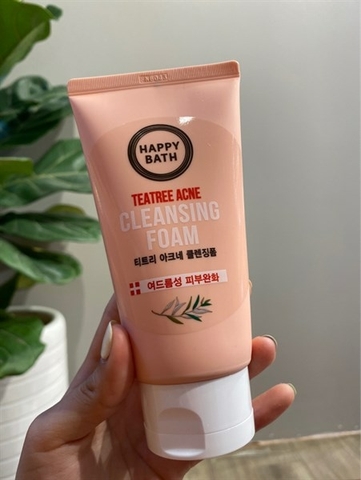 HAPPY
BATH
TEATREE ACNE
CLEANSING
FOAM
티트리 아크네 클렌징폼
여드름성 피부완화